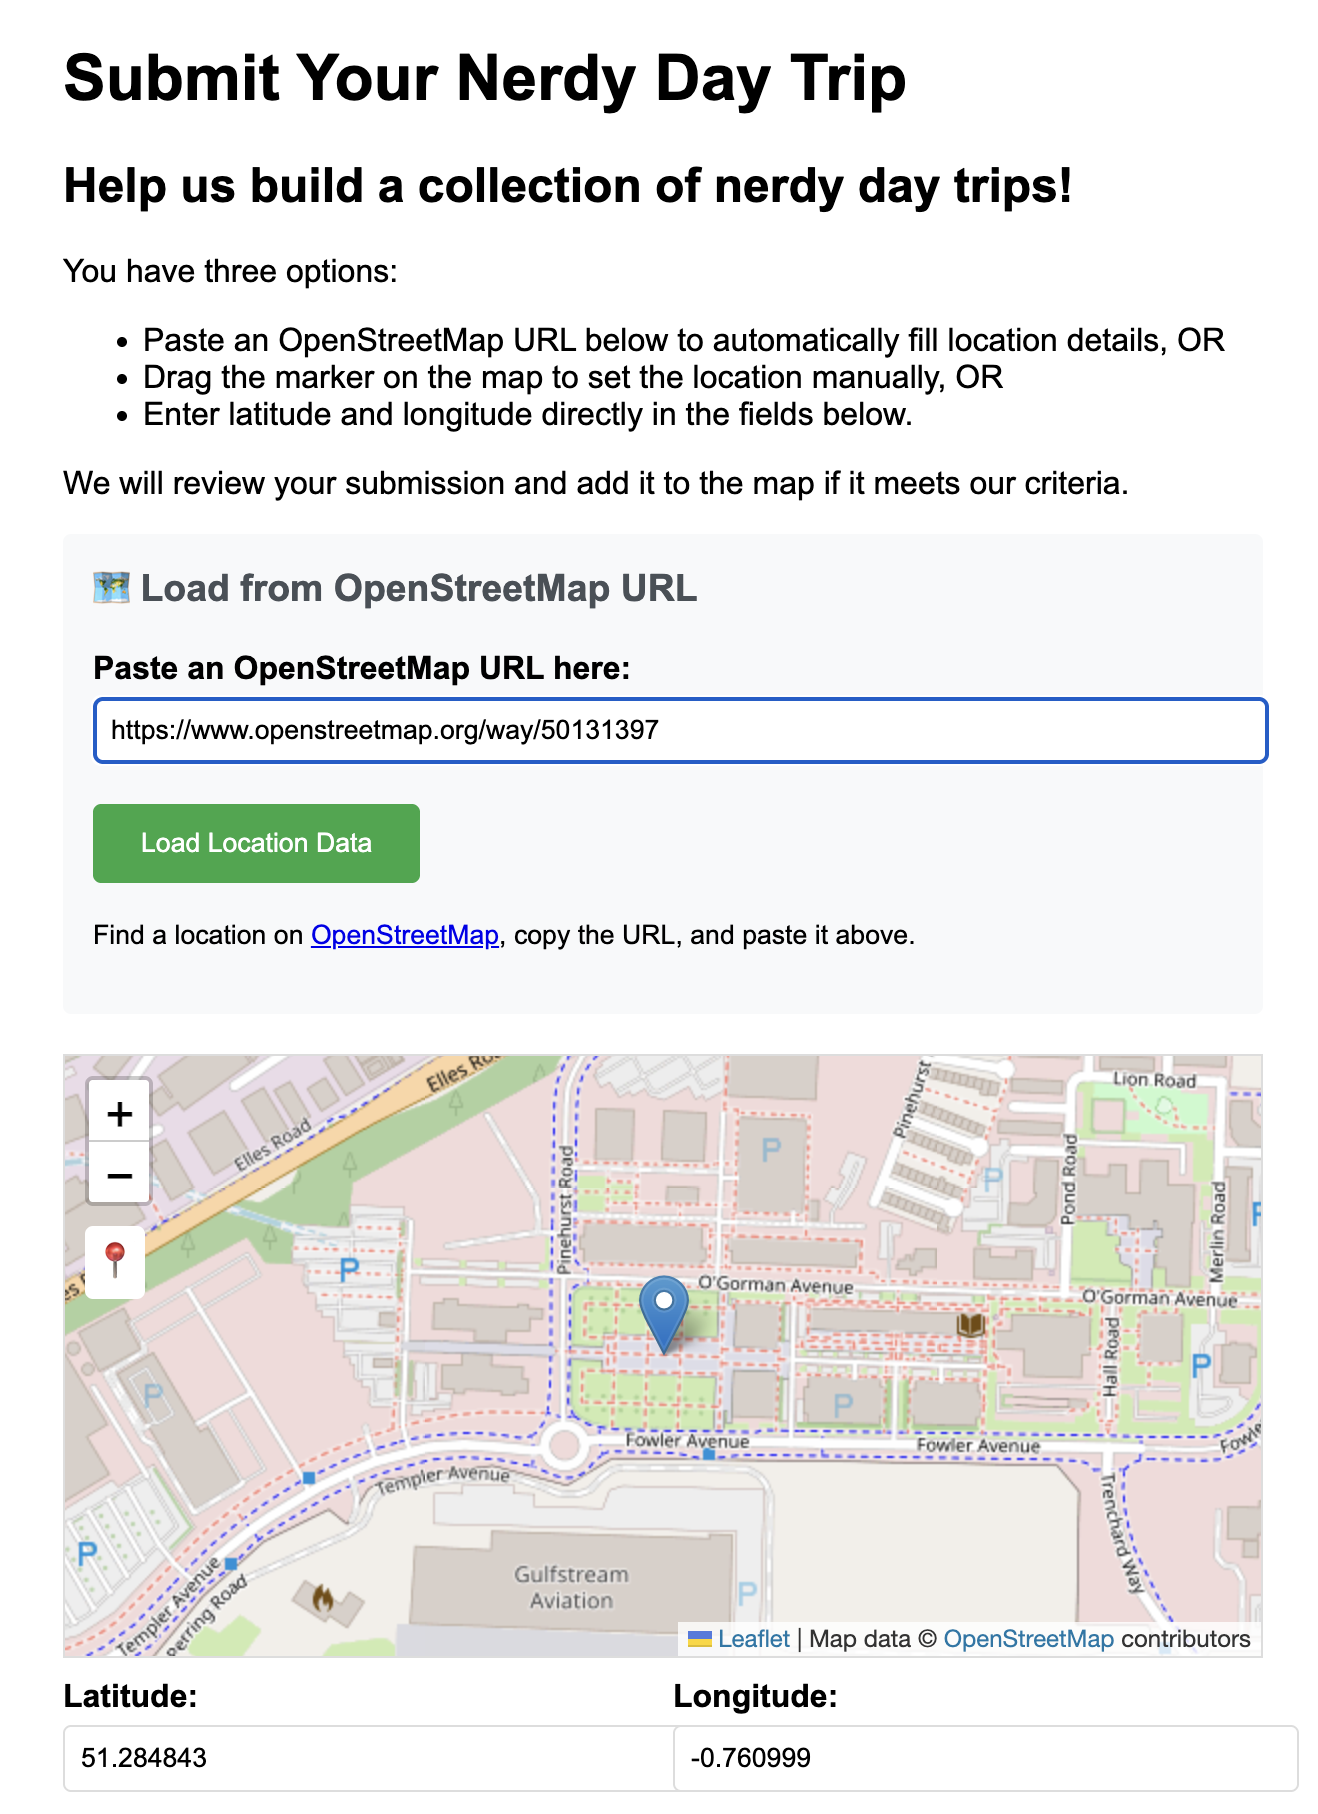 Submit Your Nerdy Day Trip
Help us build a collection of nerdy day trips!
You have three options:
• Paste an OpenStreetMap URL below to automatically fill location details, OR
• Drag the marker on the map to set the location manually, OR
• Enter latitude and longitude directly in the fields below.
We will review your submission and add it to the map if it meets our criteria.
Load from OpenStreetMap URL
Paste an OpenStreetMap URL here:
https://www.openstreetmap.org/way/50131397
Load Location Data
Find a location on OpenStreetMap, copy the URL, and paste it above.
+
−
Elles Road
Elles Road
Pinehurst Road
Pinehurst
P
P
P
Lion Road
Pond Road
Merlin Road
P
O'Gorman Avenue
O'Gorman Avenue
Hall Road
P
P
P
Fowler Avenue
Fowler Avenue
Fowle
Templer Avenue
Trenchard Way
P
Templer Avenue
Perring Road
Gulfstream
Aviation
P
Leaflet | Map data © OpenStreetMap contributors
Latitude:
Longitude:
51.284843
-0.760999